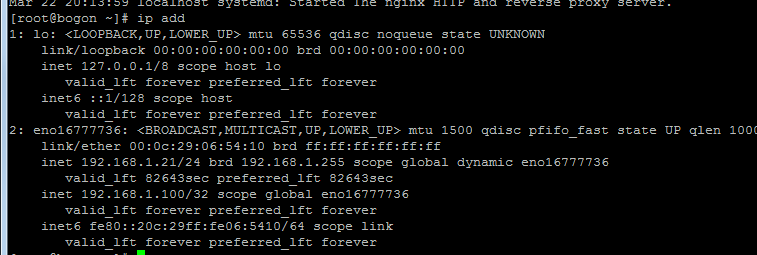 Mar 22 20:13:59 localhost systemd: Started The nginx HTTP and reverse proxy server.
[root@bogon ~]# ip add
1: lo: <LOOPBACK,UP,LOWER_UP> mtu 65536 qdisc noqueue state UNKNOWN
link/loopback 00:00:00:00:00:00 brd 00:00:00:00:00:00
inet 127.0.0.1/8 scope host lo
valid_lft forever preferred_lft forever
inet6 ::1/128 scope host
valid_lft forever preferred_lft forever
2: eno16777736: <BROADCAST,MULTICAST,UP,LOWER_UP> mtu 1500 qdisc pfifo_fast state UP qlen 1000
link/ether 00:0c:29:06:54:10 brd ff:ff:ff:ff:ff:ff
inet 192.168.1.21/24 brd 192.168.1.255 scope global dynamic eno16777736
valid_lft 82643sec preferred_lft 82643sec
inet 192.168.1.100/32 scope global eno16777736
valid_lft forever preferred_lft forever
inet6 fe80::20c:29ff:fe06:5410/64 scope link
valid_lft forever preferred_lft forever